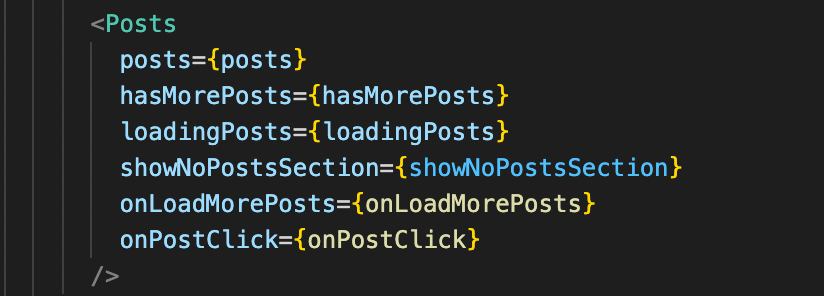 <Posts
posts={posts}
hasMorePosts={hasMorePosts}
loadingPosts={loadingPosts}
showNoPostsSection={showNoPostsSection}
onLoadMorePosts={onLoadMorePosts}
onPostClick={onPostClick}
/>